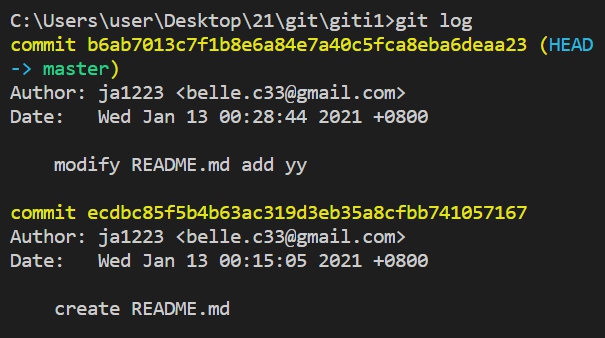 C:\Users\user\Desktop\21\git\giti1>git log
commit b6ab7013c7f1b8e6a84e7a40c5fca8eba6deaa23 (HEAD
-> master)
Author: ja1223 <belle.c33@gmail.com>
Date:   Wed Jan 13 00:28:44 2021 +0800
modify README.md add yy
commit ecdbc85f5b4b63ac319d3eb35a8cfbb741057167
Author: ja1223 <belle.c33@gmail.com>
Date:   Wed Jan 13 00:15:05 2021 +0800
create README.md